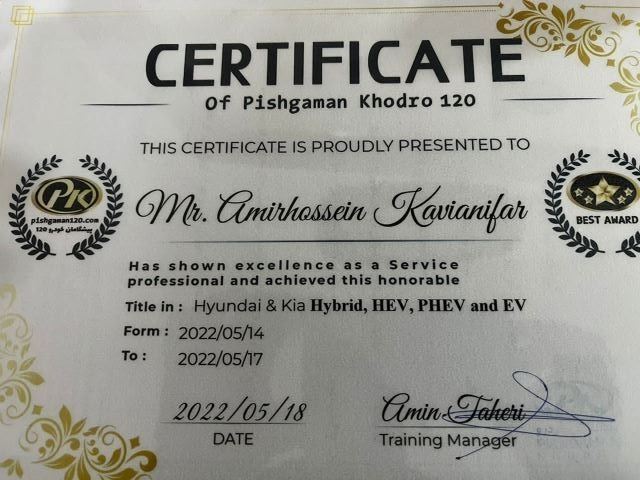 CERTIFICATE
Of Pishgaman Khodro 120
THIS CERTIFICATE IS PROUDLY PRESENTED TO
PK
pishgaman120.com
پیشگامان خودرو 120
Mr. Amirhossein Kavianifar
BEST AWARD
Has shown excellence as a Service
professional and achieved this honorable
Title in : Hyundai & Kia Hybrid, HEV, PHEV and EV
Form : 2022/05/14
To : 2022/05/17
2022/05/18
DATE
Amin Taheri
Training Manager